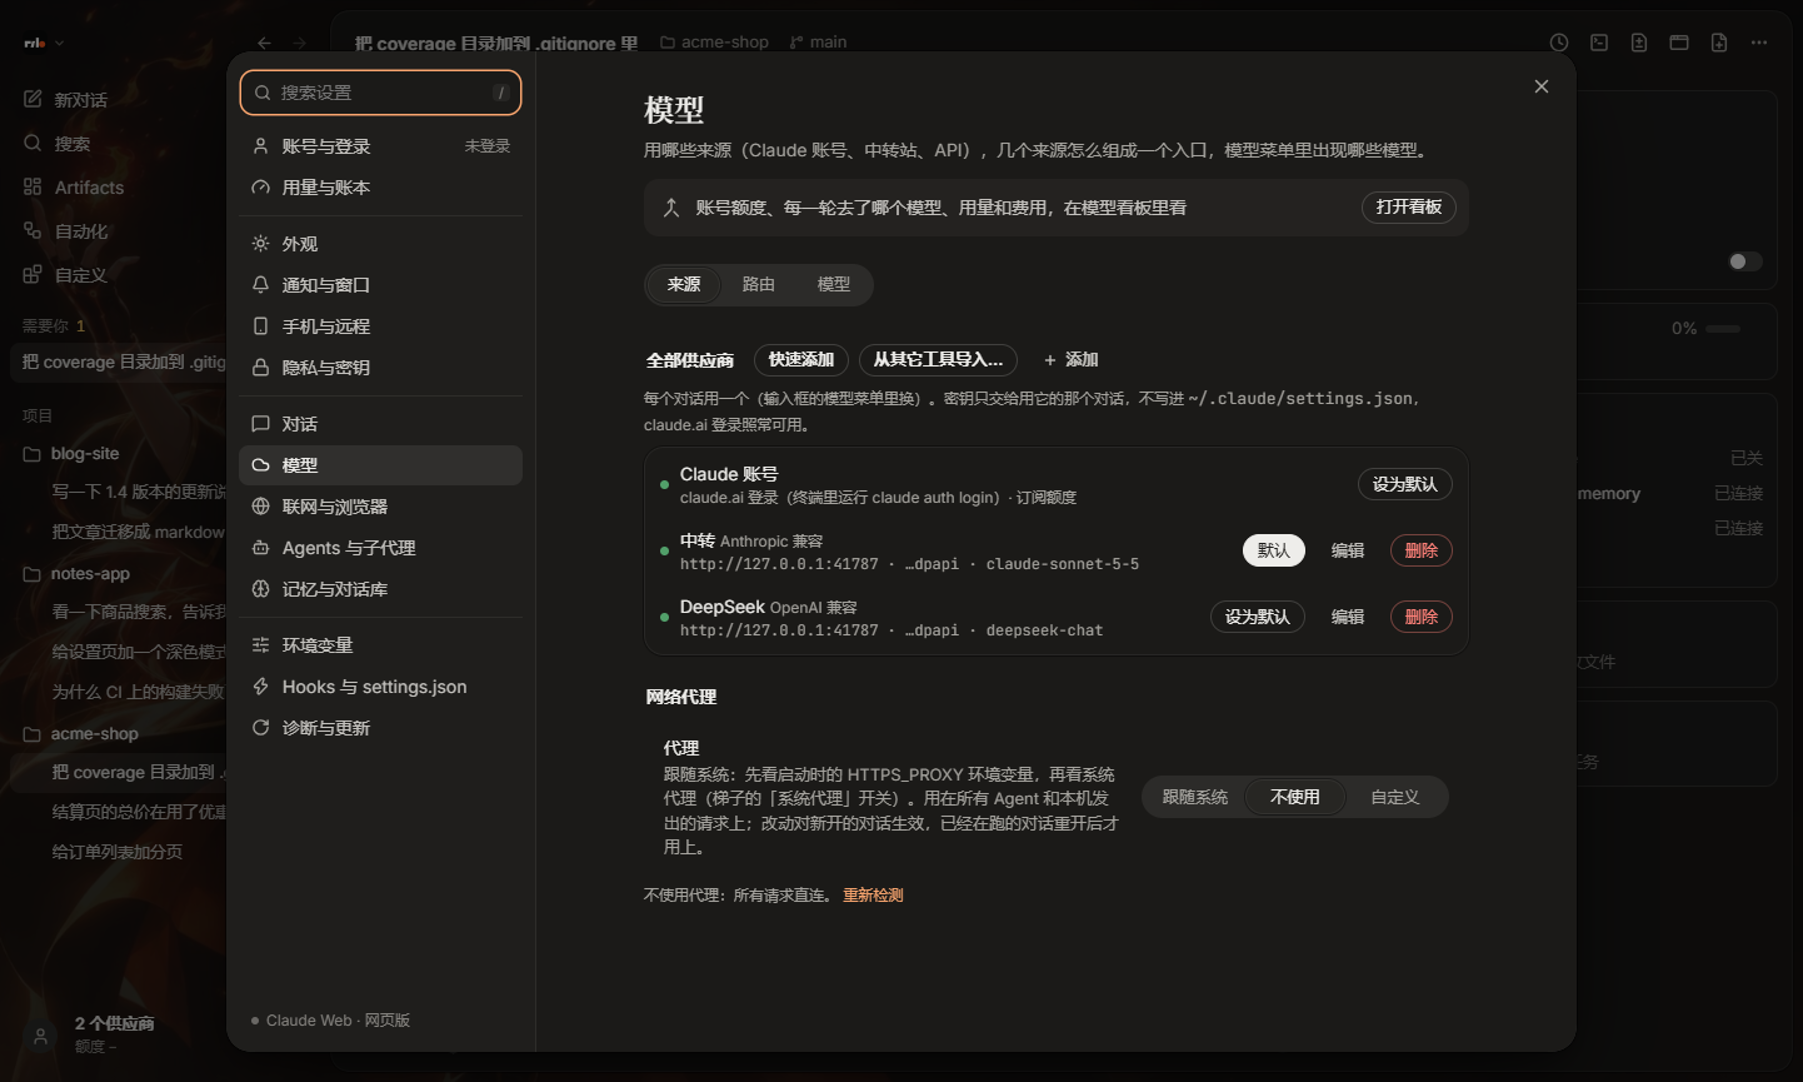 把 coverage 目录加到 .gitignore 里
acme-shop
main
新对话
搜索
Artifacts
自动化
自定义
需要你 1
把 coverage 目录加到 .gitig
项目
blog-site
写一下 1.4 版本的更新说
把文章迁移成 markdow
notes-app
看一下商品搜索，告诉我
给设置页加一个深色模式
为什么 CI 上的构建失败
acme-shop
把 coverage 目录加到 .g
结算页的总价在用了优惠
给订单列表加分页
2 个供应商
额度 –
搜索设置
/
账号与登录
未登录
用量与账本
外观
通知与窗口
手机与远程
隐私与密钥
对话
模型
联网与浏览器
Agents 与子代理
记忆与对话库
环境变量
Hooks 与 settings.json
诊断与更新
Claude Web · 网页版
模型
用哪些来源（Claude 账号、中转站、API），几个来源怎么组成一个入口，模型菜单里出现哪些模型。
账号额度、每一轮去了哪个模型、用量和费用，在模型看板里看
打开看板
来源
路由
模型
全部供应商
快速添加
从其它工具导入...
+ 添加
每个对话用一个（输入框的模型菜单里换）。密钥只交给用它的那个对话，不写进 ~/.claude/settings.json，
claude.ai 登录照常可用。
Claude 账号
claude.ai 登录（终端里运行 claude auth login）· 订阅额度
设为默认
中转 Anthropic 兼容
http://127.0.0.1:41787 · …dpapi · claude-sonnet-5-5
默认
编辑
删除
DeepSeek OpenAI 兼容
http://127.0.0.1:41787 · …dpapi · deepseek-chat
设为默认
编辑
删除
网络代理
代理
跟随系统：先看启动时的 HTTPS_PROXY 环境变量，再看系统
代理（梯子的「系统代理」开关）。用在所有 Agent 和本机发
出的请求上；改动对新开的对话生效，已经在跑的对话重开后才
用上。
跟随系统
不使用
自定义
不使用代理：所有请求直连。 重新检测
0%
已关
memory
已连接
已连接
文件
务